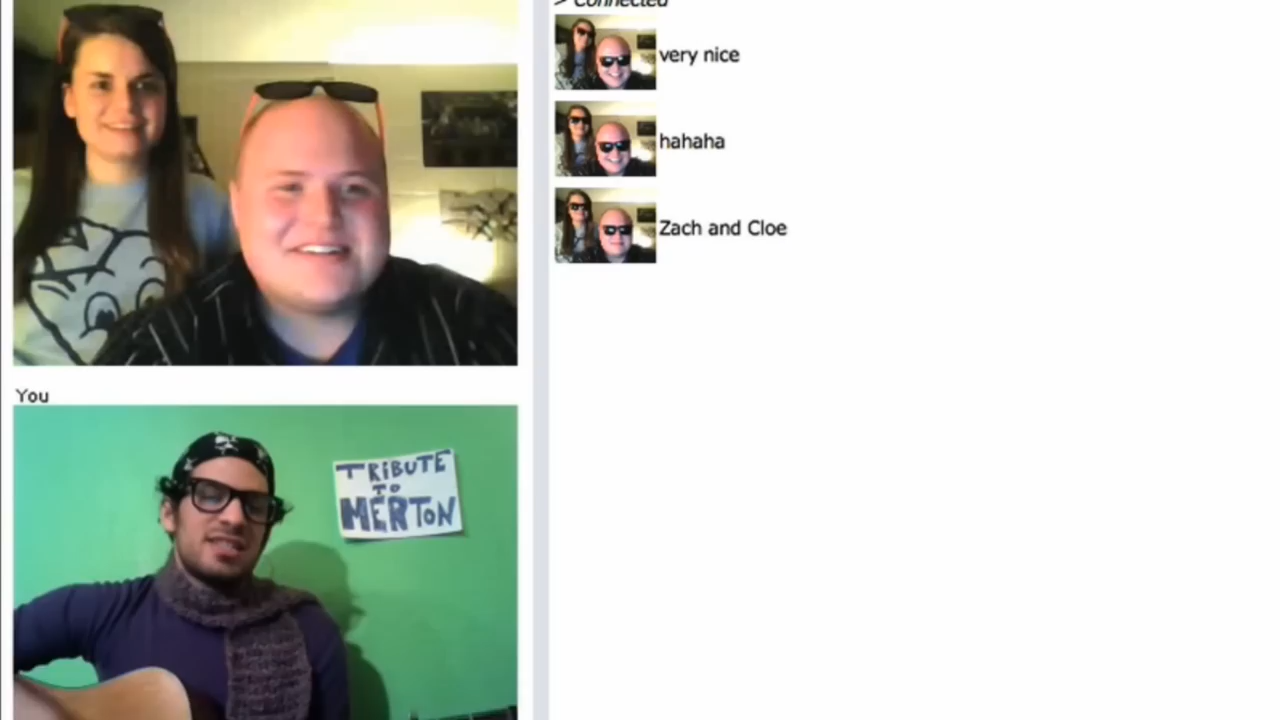 > Connected
very nice
hahaha
Zach and Cloe
You
TRIBUTE
TO
MERTON